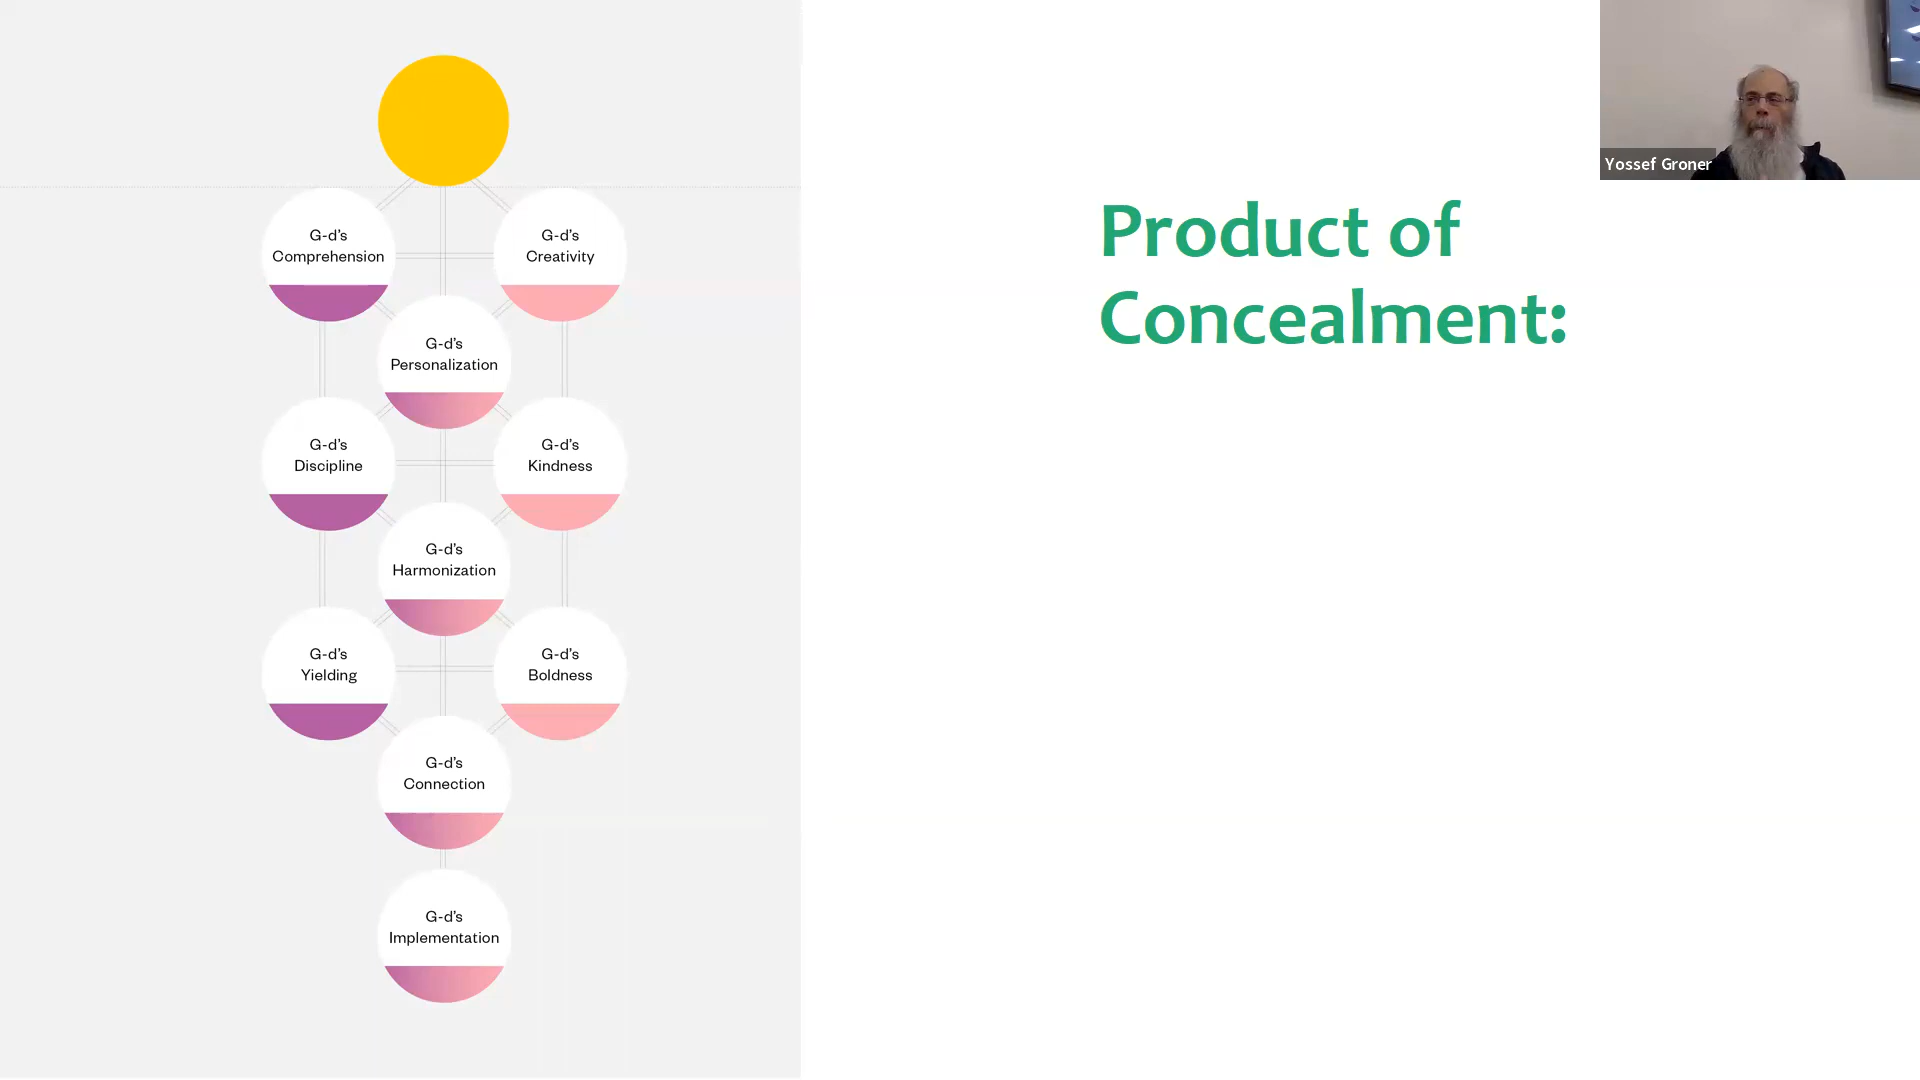 G-d's
Comprehension
G-d's
Creativity
G-d's
Personalization
G-d's
Discipline
G-d's
Kindness
G-d's
Harmonization
G-d's
Yielding
G-d's
Boldness
G-d's
Connection
G-d's
Implementation
Product of
Concealment:
Yossef Groner